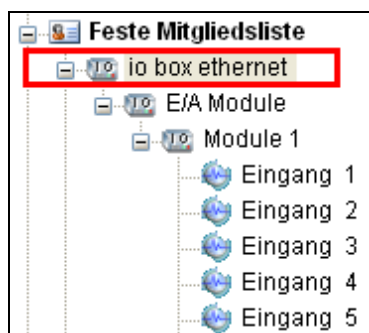 Feste Mitgliedsliste
io box ethernet
E/A Module
Module 1
Eingang 1
Eingang 2
Eingang 3
Eingang 4
Eingang 5